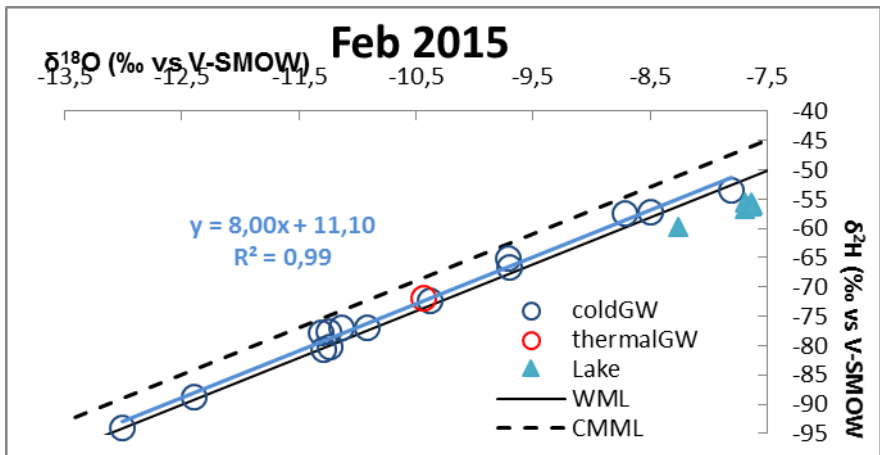 Feb 2015
δ¹⁸O (‰ vs V-SMOW)
-13,5 -12,5 -11,5 -10,5 -9,5 -8,5 -7,5
-40
-45
-50
-55
-60
-65
-70
-75
-80
-85
-90
-95
δ²H (‰ vs V-SMOW
y = 8,00x + 11,10
R² = 0,99
coldGW
thermalGW
Lake
WML
CMML